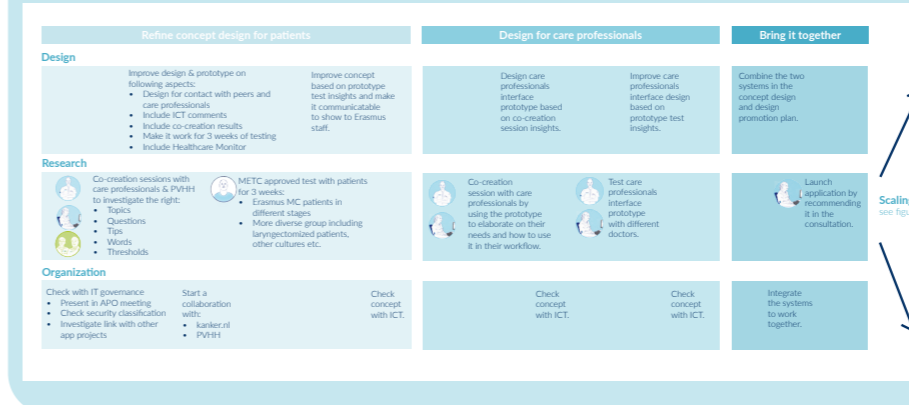 Refine concept design for patients
Design for care professionals
Bring it together
Design
Improve design & prototype on
following aspects:
• Design for contact with peers and
care professionals
• Include ICT comments
• Include co-creation results
• Make it work for 3 weeks of testing
• Include Healthcare Monitor
Improve concept
based on prototype
test insights and make
it communicatable
to show to Erasmus
staff.
Design care
professionals
interface
prototype based
on co-creation
session insights.
Improve care
professionals
interface design
based on
prototype test
insights.
Combine the two
systems in the
concept design
and design
promotion plan.
Research
Co-creation sessions with
care professionals & PVHH
to investigate the right:
• Topics
• Questions
• Tips
• Words
• Thresholds
METC approved test with patients
for 3 weeks:
• Erasmus MC patients in
different stages
• More diverse group including
laryngectomized patients,
other cultures etc.
Co-creation
session with care
professionals by
using the prototype
to elaborate on their
needs and how to use
it in their workflow.
Test care
professionals
interface
prototype
with different
doctors.
Launch
application by
recommending
it in the
consultation.
Scaling
see figu
Organization
Check with IT governance
• Present in APO meeting
• Check security classification
• Investigate link with other
app projects
Start a
collaboration
with:
• kanker.nl
• PVHH
Check
concept
with ICT.
Check
concept
with ICT.
Check
concept
with ICT.
Integrate
the systems
to work
together.